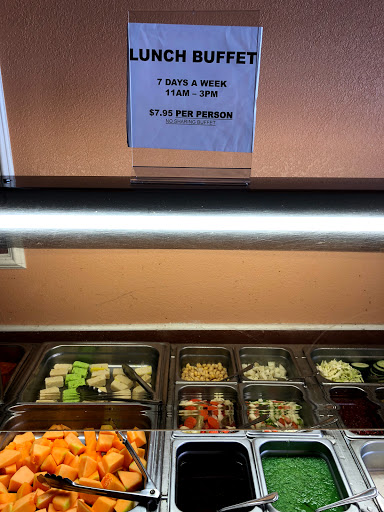 LUNCH BUFFET
7 DAYS A WEEK
11AM – 3PM
$7.95 PER PERSON
NO SHARING BUFFET